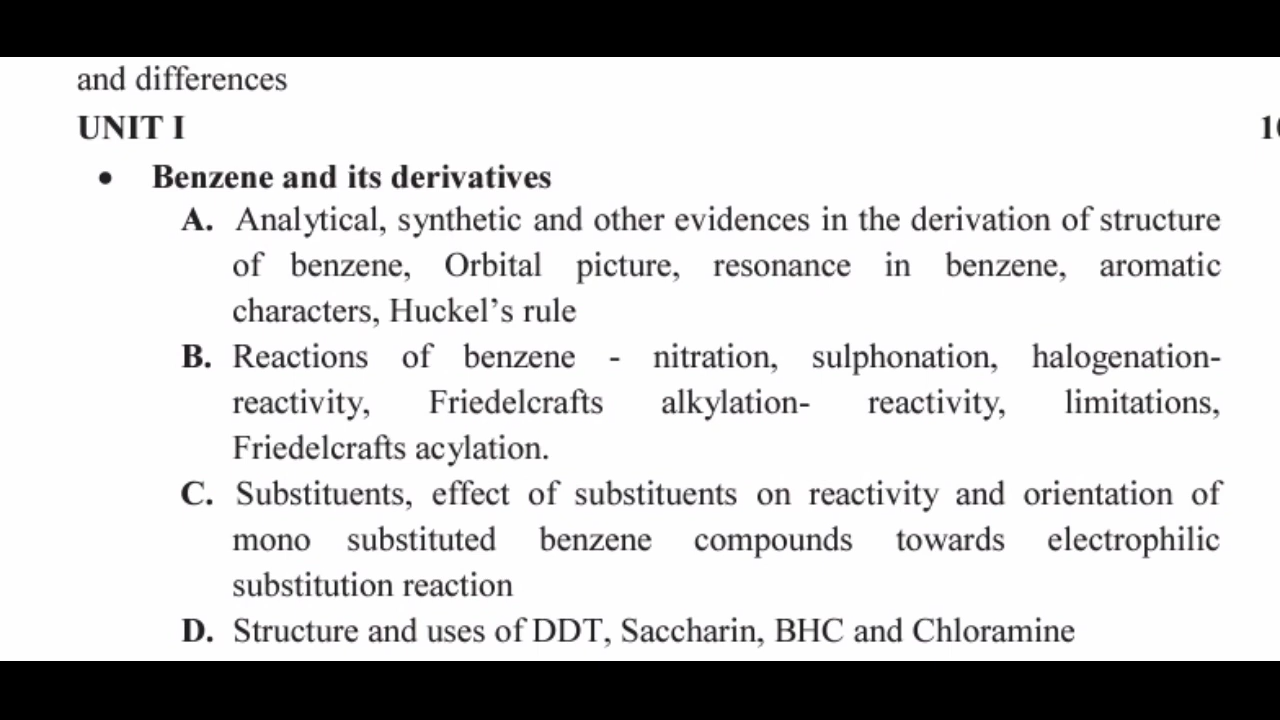 and differences
UNIT I
Benzene and its derivatives
A. Analytical, synthetic and other evidences in the derivation of structure
of benzene, Orbital picture, resonance in benzene, aromatic
characters, Huckel’s rule
B. Reactions of benzene - nitration, sulphonation, halogenation-
reactivity, Friedelcrafts alkylation- reactivity, limitations,
Friedelcrafts acylation.
C. Substituents, effect of substituents on reactivity and orientation of
mono substituted benzene compounds towards electrophilic
substitution reaction
D. Structure and uses of DDT, Saccharin, BHC and Chloramine